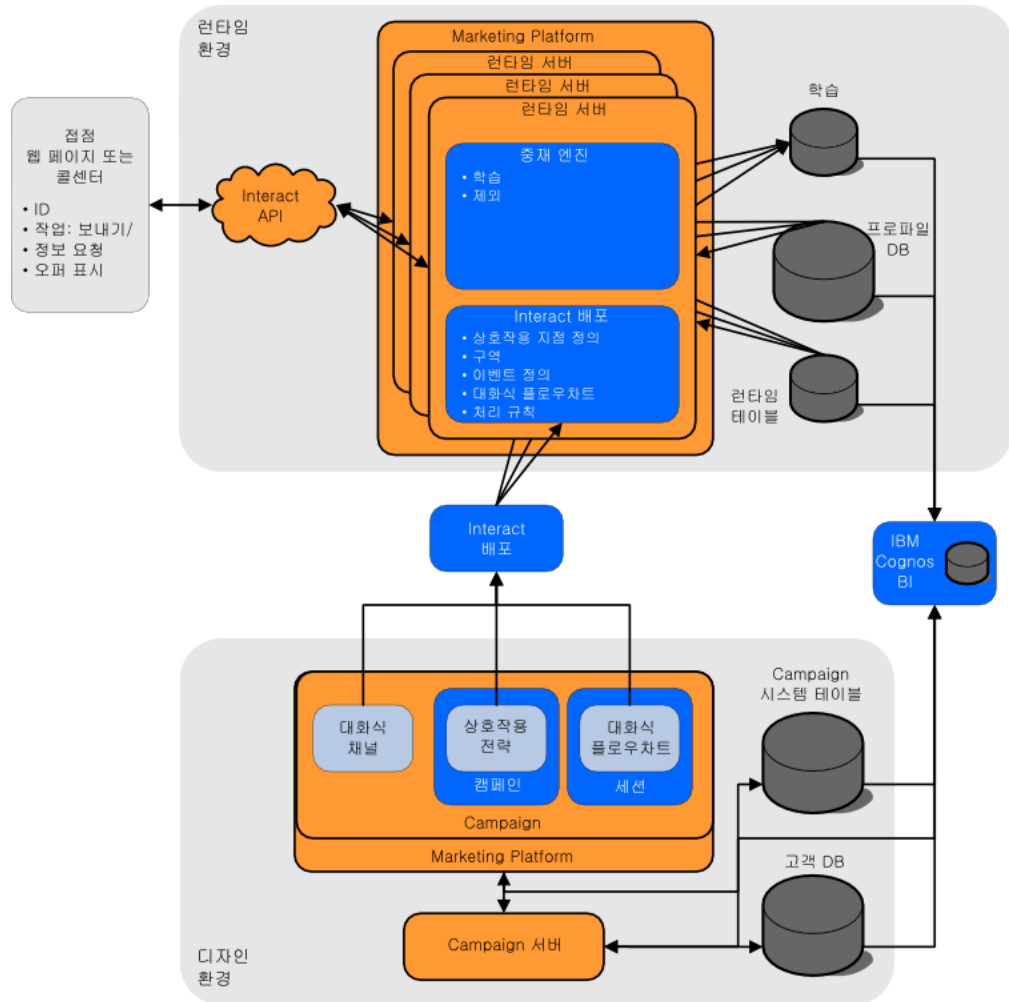 런타임
환경
Marketing Platform
런타임 서버
런타임 서버
런타임 서버
중재 엔진
• 학습
• 제외
Interact 배포
• 상호작용 지점 정의
• 구역
• 이벤트 정의
• 대화식 플로우차트
• 처리 규칙
접점
웹 페이지 또는
콜센터
• ID
• 작업: 보내기/
• 정보 요청
• 오퍼 표시
Interact
API
학습
프로파일
DB
런타임
테이블
Interact
배포
IBM
Cognos
BI
대화식
채널
상호작용
전략
캠페인
대화식
플로우차트
세션
Campaign
Marketing Platform
Campaign
시스템 테이블
고객 DB
Campaign 서버
디자인
환경